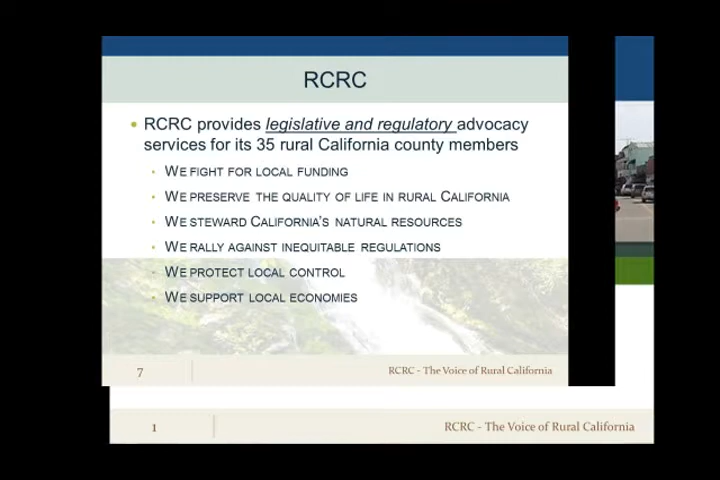 RCRC
RCRC provides legislative and regulatory advocacy
services for its 35 rural California county members
WE FIGHT FOR LOCAL FUNDING
WE PRESERVE THE QUALITY OF LIFE IN RURAL CALIFORNIA
WE STEWARD CALIFORNIA'S NATURAL RESOURCES
WE RALLY AGAINST INEQUITABLE REGULATIONS
WE PROTECT LOCAL CONTROL
WE SUPPORT LOCAL ECONOMIES
7 RCRC - The Voice of Rural California
1 RCRC - The Voice of Rural California